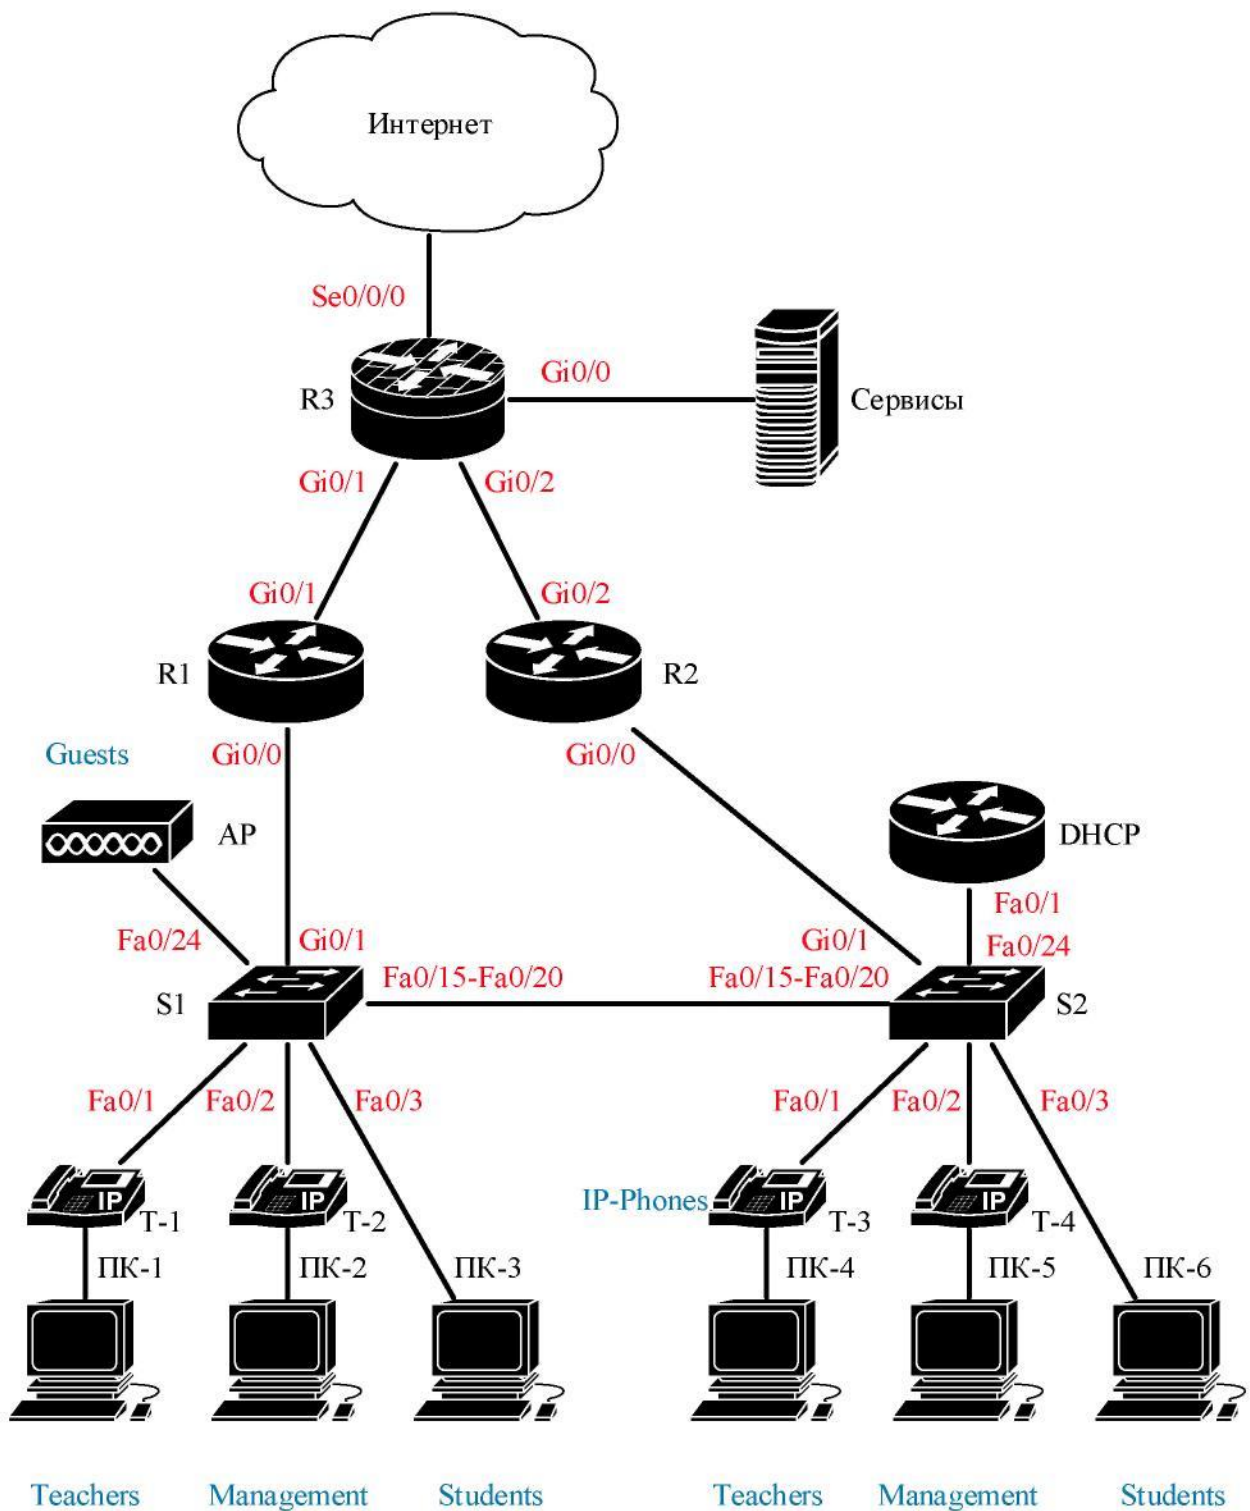 Интернет
Se0/0/0
Gi0/0
R3
Сервисы
Gi0/1
Gi0/2
Gi0/1
Gi0/2
R1
R2
Guests
Gi0/0
Gi0/0
AP
DHCP
Fa0/1
Fa0/24
Gi0/1
Gi0/1
Fa0/24
Fa0/15-Fa0/20
Fa0/15-Fa0/20
S1
S2
Fa0/1
Fa0/2
Fa0/3
Fa0/1
Fa0/2
Fa0/3
IP
IP
IP-Phones
IP
IP
T-1
T-2
T-3
T-4
ПК-1
ПК-2
ПК-3
ПК-4
ПК-5
ПК-6
Teachers
Management
Students
Teachers
Management
Students